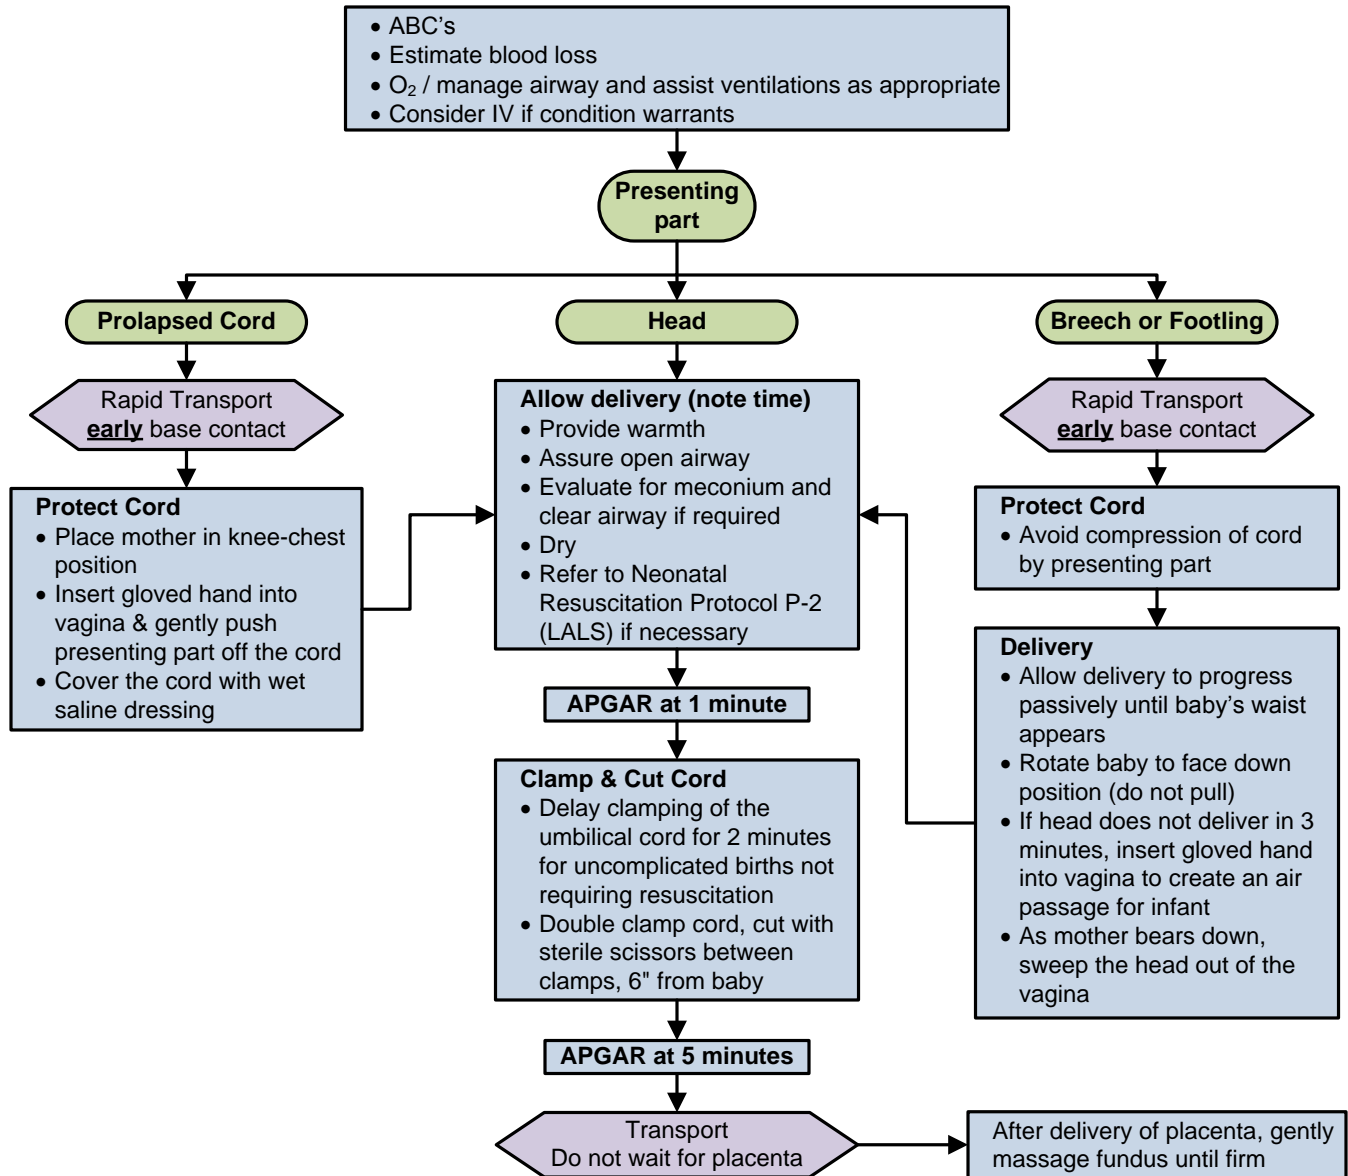 • ABC's
• Estimate blood loss
• O₂ / manage airway and assist ventilations as appropriate
• Consider IV if condition warrants
Presenting
part
Prolapsed Cord
Rapid Transport
early base contact
Protect Cord
• Place mother in knee-chest
position
• Insert gloved hand into
vagina & gently push
presenting part off the cord
• Cover the cord with wet
saline dressing
Head
Allow delivery (note time)
• Provide warmth
• Assure open airway
• Evaluate for meconium and
clear airway if required
• Dry
• Refer to Neonatal
Resuscitation Protocol P-2
(LALS) if necessary
APGAR at 1 minute
Clamp & Cut Cord
• Delay clamping of the
umbilical cord for 2 minutes
for uncomplicated births not
requiring resuscitation
• Double clamp cord, cut with
sterile scissors between
clamps, 6" from baby
APGAR at 5 minutes
Transport
Do not wait for placenta
Breech or Footling
Rapid Transport
early base contact
Protect Cord
• Avoid compression of cord
by presenting part
Delivery
• Allow delivery to progress
passively until baby's waist
appears
• Rotate baby to face down
position (do not pull)
• If head does not deliver in 3
minutes, insert gloved hand
into vagina to create an air
passage for infant
• As mother bears down,
sweep the head out of the
vagina
After delivery of placenta, gently
massage fundus until firm